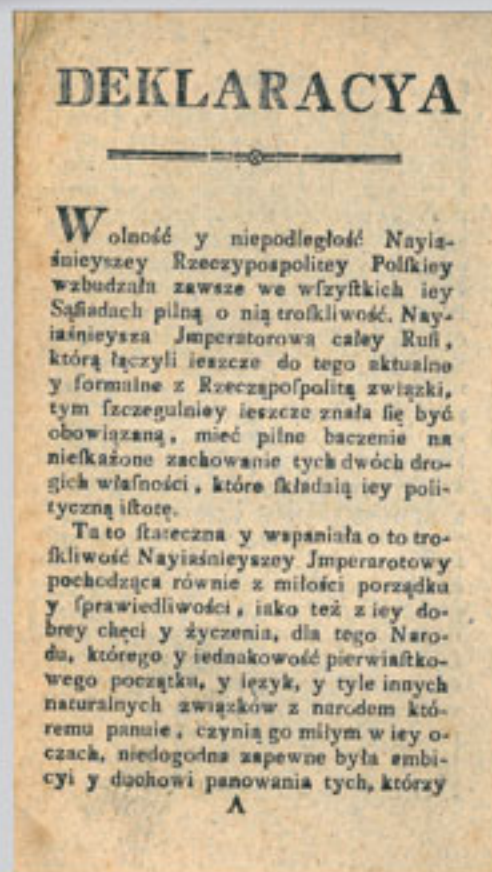 DEKLARACYA
Wolność y niepodległość Nayia-
śnieyszey Rzeczypospolitey Polſkiey
wzbudzała zawsze we wſzyſtkich iey
Sąſiadach pilną o nią troſkliwość. Nay-
iaśnieysza Jmperatorowa całey Ruſi,
którą łączyli ieszcze do tego aktualne
y formalne z Rzecząpoſpolitą związki,
tym ſzczegulniey ieszcze znała ſię być
obowiązaną, mieć pilne baczenie na
nieſkażone zachowanie tych dwóch dro-
gich właſności, które ſkładaią iey poli-
tyczną iſtotę.
Ta to ſtateczna y wspaniała o to tro-
ſkliwość Nayiaśnieyszey Jmperarotowy
pochodząca równie z miłości porządku
y ſprawiedliwości, iako też z iey do-
brey chęci y życzenia, dla tego Naro-
du, którego y iednakowość pierwiaſtko-
wego początku, y ięzyk, y tyle innych
naturalnych związków z narodem któ-
remu panuie, czynią go miłym w iey o-
czach, niedogodna zapewne była ambi-
cyi y duchowi panowania tych, którzy
A